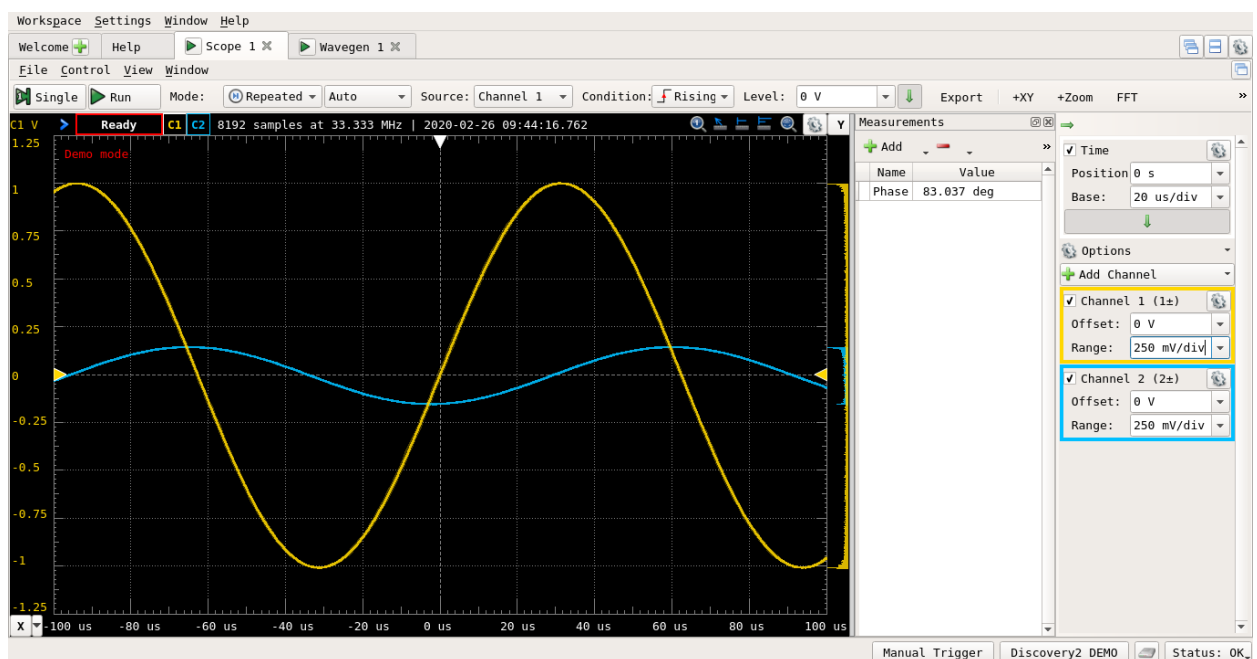 Workspace Settings Window Help
Welcome Help Scope 1 Wavegen 1
File Control View Window
Single Run Mode: Repeated Auto Source: Channel 1 Condition: Rising Level: 0 V Export +XY +Zoom FFT »
C1 V Ready C1 C2 8192 samples at 33.333 MHz | 2020-02-26 09:44:16.762 Y
Demo mode
1.25
1
0.75
0.5
0.25
0
-0.25
-0.5
-0.75
-1
-1.25
X -100 us -80 us -60 us -40 us -20 us 0 us 20 us 40 us 60 us 80 us 100 us
Measurements
Add »
Name Value
Phase 83.037 deg
Time
Position 0 s
Base: 20 us/div
Options
Add Channel
Channel 1 (1±)
Offset: 0 V
Range: 250 mV/div
Channel 2 (2±)
Offset: 0 V
Range: 250 mV/div
Manual Trigger Discovery2 DEMO Status: OK